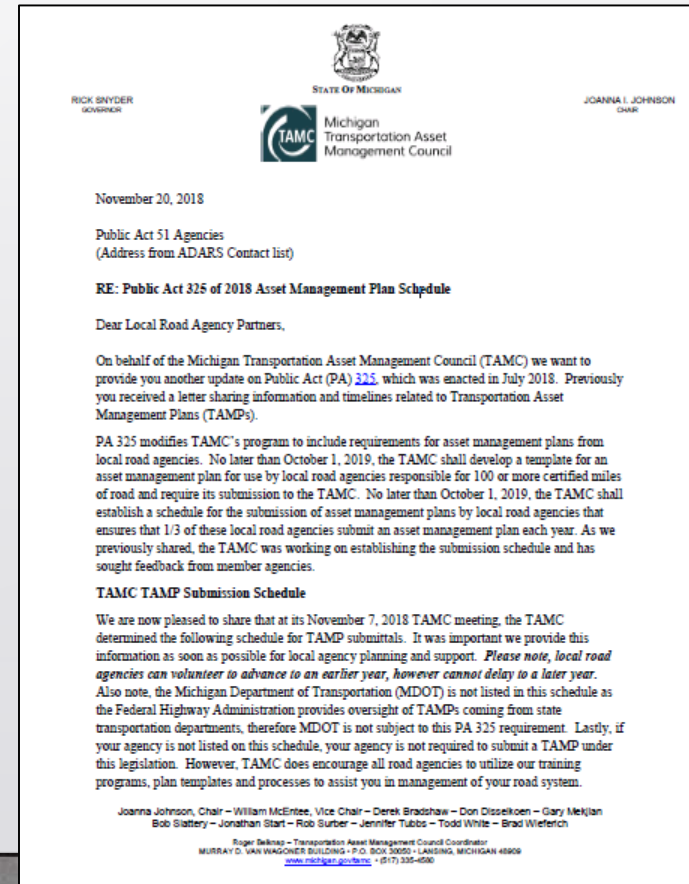 STATE OF MICHIGAN
RICK SNYDER
GOVERNOR
JOANNA I. JOHNSON
CHAIR
TAMC
Michigan
Transportation Asset
Management Council
November 20, 2018
Public Act 51 Agencies
(Address from ADARS Contact list)
RE: Public Act 325 of 2018 Asset Management Plan Schedule
Dear Local Road Agency Partners,
On behalf of the Michigan Transportation Asset Management Council (TAMC) we want to
provide you another update on Public Act (PA) 325, which was enacted in July 2018. Previously
you received a letter sharing information and timelines related to Transportation Asset
Management Plans (TAMPs).
PA 325 modifies TAMC's program to include requirements for asset management plans from
local road agencies. No later than October 1, 2019, the TAMC shall develop a template for an
asset management plan for use by local road agencies responsible for 100 or more certified miles
of road and require its submission to the TAMC. No later than October 1, 2019, the TAMC shall
establish a schedule for the submission of asset management plans by local road agencies that
ensures that 1/3 of these local road agencies submit an asset management plan each year. As we
previously shared, the TAMC was working on establishing the submission schedule and has
sought feedback from member agencies.
TAMC TAMP Submission Schedule
We are now pleased to share that at its November 7, 2018 TAMC meeting, the TAMC
determined the following schedule for TAMP submittals. It was important we provide this
information as soon as possible for local agency planning and support. Please note, local road
agencies can volunteer to advance to an earlier year, however cannot delay to a later year.
Also note, the Michigan Department of Transportation (MDOT) is not listed in this schedule as
the Federal Highway Administration provides oversight of TAMPs coming from state
transportation departments, therefore MDOT is not subject to this PA 325 requirement. Lastly, if
your agency is not listed on this schedule, your agency is not required to submit a TAMP under
this legislation. However, TAMC does encourage all road agencies to utilize our training
programs, plan templates and processes to assist you in management of your road system.
Joanna Johnson, Chair – William McEntee, Vice Chair – Derek Bradshaw – Don Disselkoen – Gary Mekjian
Bob Slattery – Jonathan Start – Rob Surber – Jennifer Tubbs – Todd White – Brad Wieferich
Roger Belknap – Transportation Asset Management Council Coordinator
MURRAY D. VAN WAGONER BUILDING • P.O. BOX 30050 • LANSING, MICHIGAN 48909
www.michigan.gov/tamc • (517) 335-4580